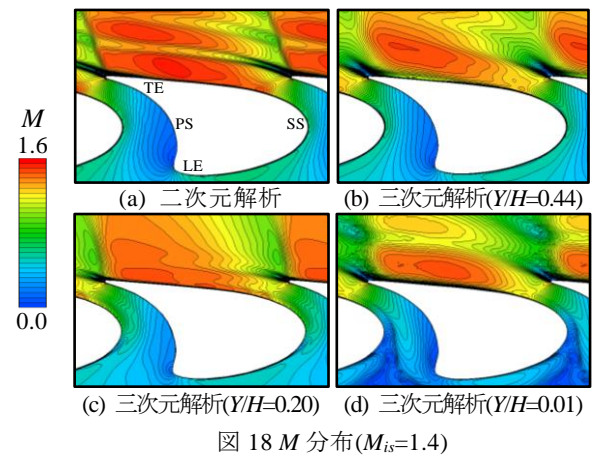 M
1.6
0.0
TE
PS
SS
LE
(a) 二次元解析
(b) 三次元解析(Y/H=0.44)
(c) 三次元解析(Y/H=0.20)
(d) 三次元解析(Y/H=0.01)
図 18 M 分布(Mis=1.4)